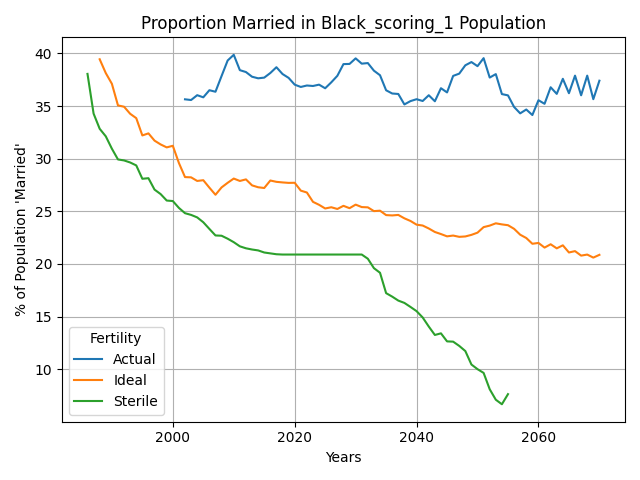 Proportion Married in Black_scoring_1 Population
% of Population 'Married'
40
35
30
25
20
15
10
Fertility
Actual
Ideal
Sterile
2000 2020 2040 2060
Years